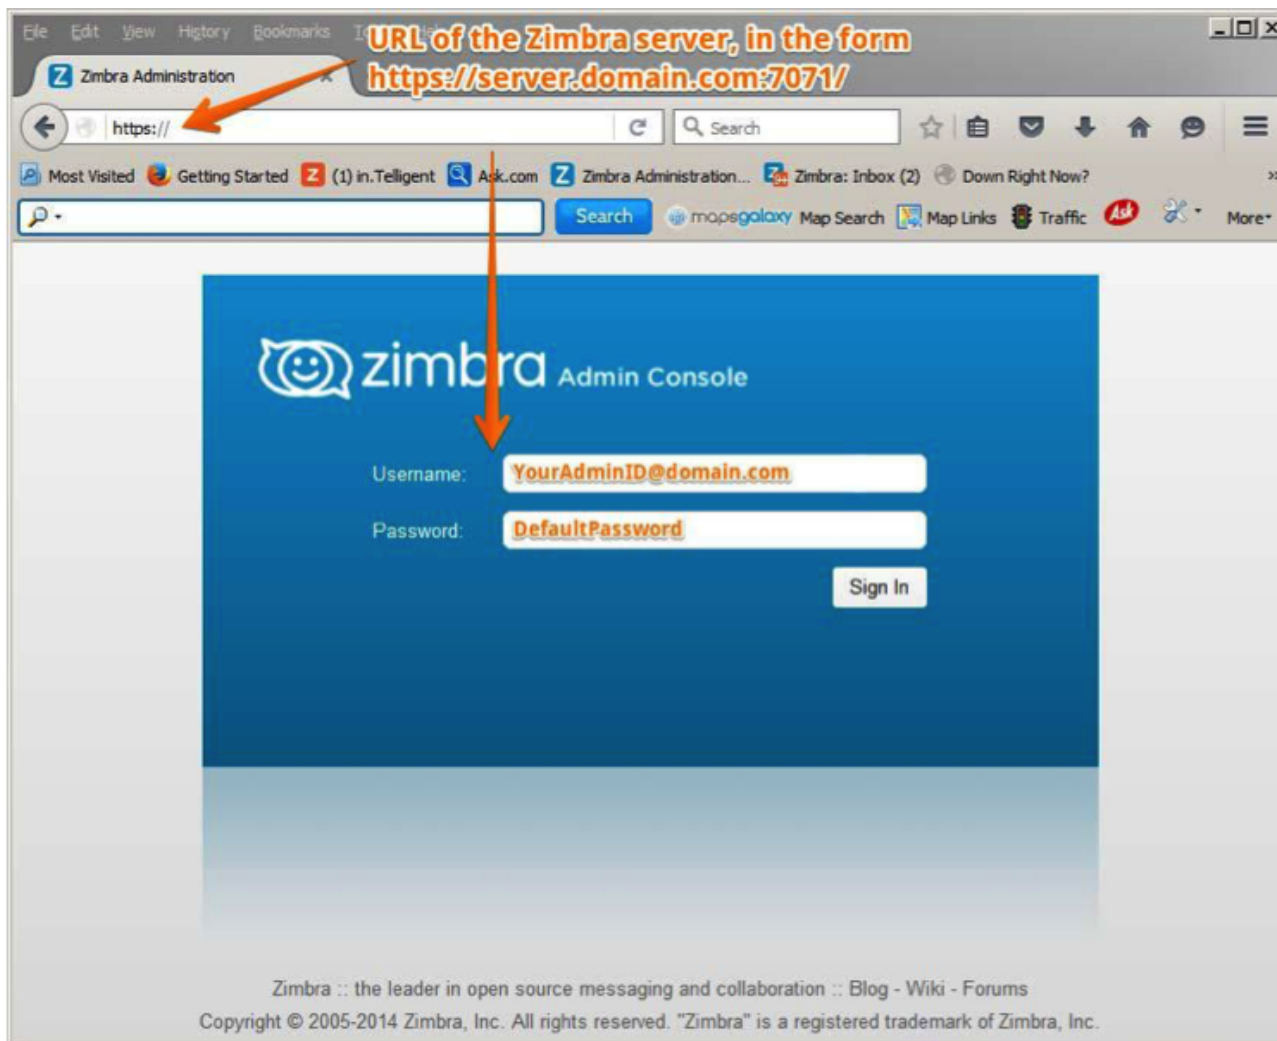 File Edit View History Bookmarks
URL of the Zimbra server, in the form
https://server.domain.com:7071/
Zimbra Administration
https://
Search
Most Visited Getting Started (1) in.Telligent Ask.com Zimbra Administration... Zimbra: Inbox (2) Down Right Now? »
Search mapsgalaxy Map Search Map Links Traffic Ask More
zimbra Admin Console
Username: YourAdminID@domain.com
Password: DefaultPassword
Sign In
Zimbra :: the leader in open source messaging and collaboration :: Blog - Wiki - Forums
Copyright © 2005-2014 Zimbra, Inc. All rights reserved. "Zimbra" is a registered trademark of Zimbra, Inc.